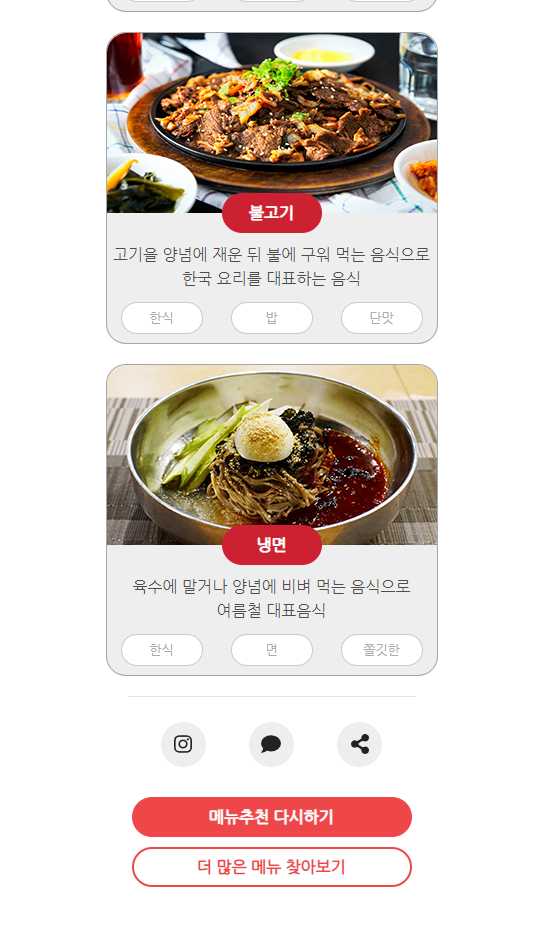 불고기
고기을 양념에 재운 뒤 불에 구워 먹는 음식으로
한국 요리를 대표하는 음식
한식
밥
단맛
냉면
육수에 말거나 양념에 비벼 먹는 음식으로
여름철 대표음식
한식
면
쫄깃한
메뉴추천 다시하기
더 많은 메뉴 찾아보기